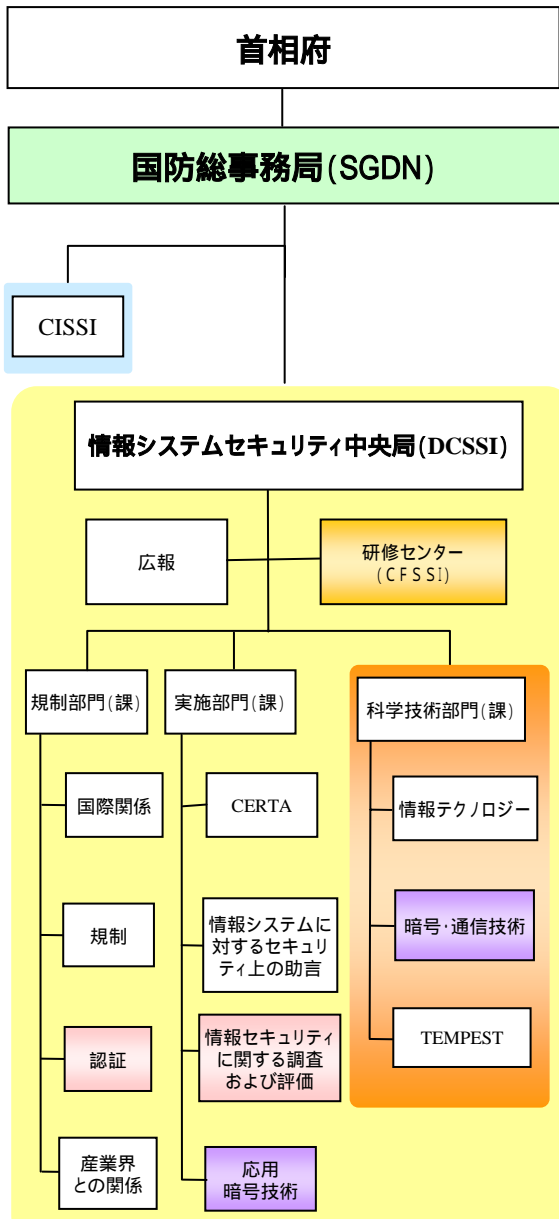 首相府
国防総事務局(SGDN)
CISSI
情報システムセキュリティ中央局(DCSSI)
広報
研修センター
(CFSSI)
規制部門(課)
実施部門(課)
科学技術部門(課)
国際関係
CERTA
情報テクノロジー
規制
情報システムに
対するセキュリ
ティ上の助言
暗号・通信技術
認証
情報セキュリティ
に関する調査
および評価
TEMPEST
産業界
との関係
応用
暗号技術